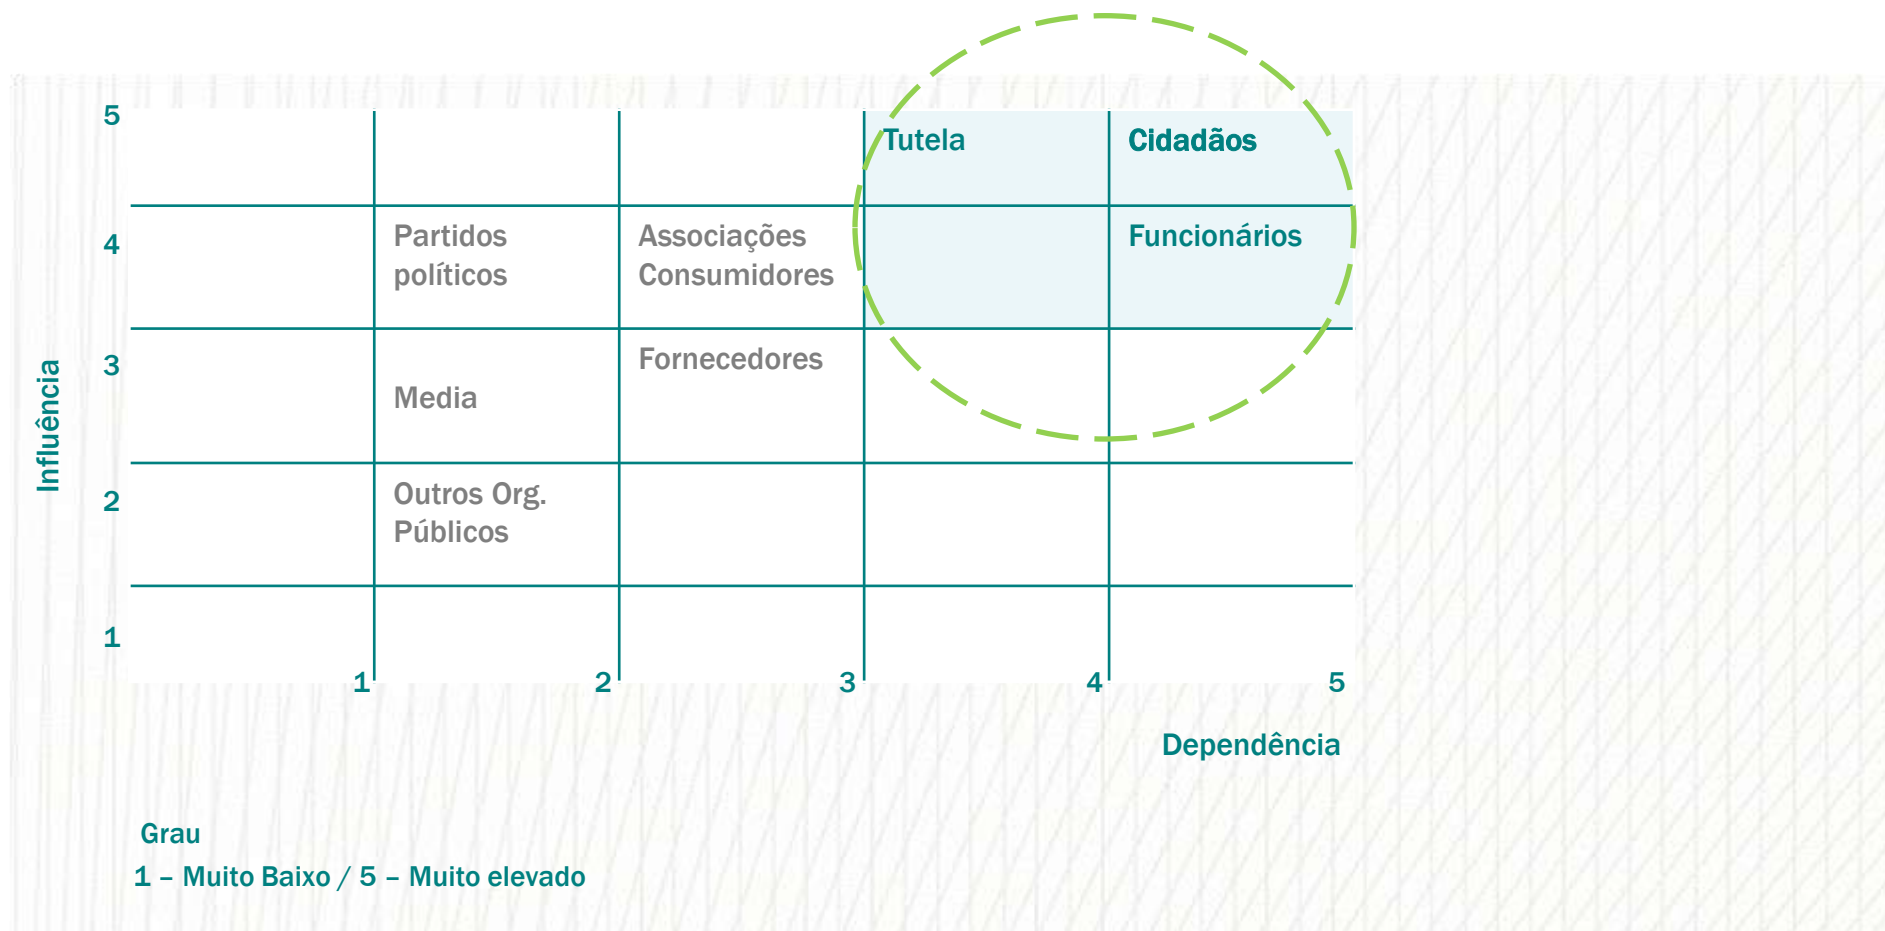 5
Tutela
Cidadãos
4
Partidos
políticos
Associações
Consumidores
Funcionários
3
Media
Fornecedores
Influência
2
Outros Org.
Públicos
1
1
2
3
4
5
Dependência
Grau
1 – Muito Baixo / 5 – Muito elevado